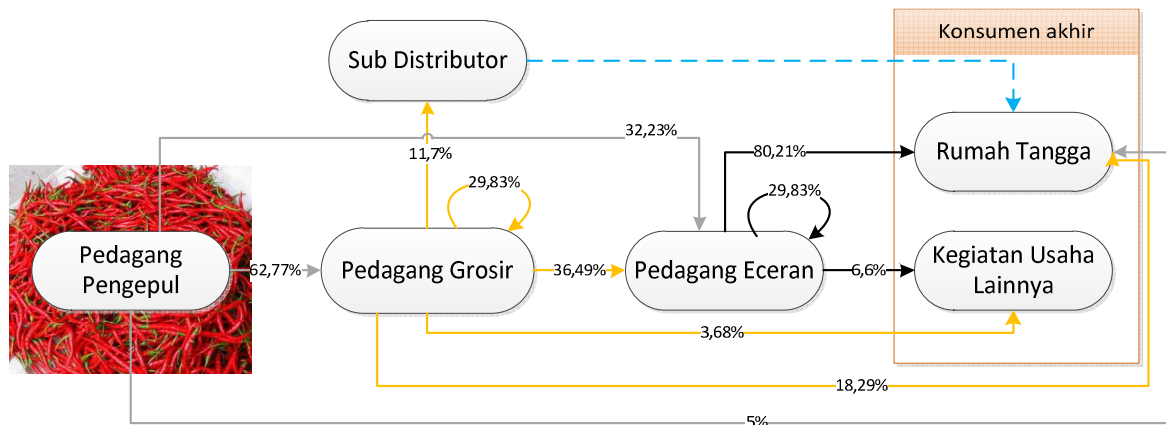 Konsumen akhir
Sub Distributor
32,23%
11,7%
80,21%
Rumah Tangga
29,83%
29,83%
Pedagang
Pengepul
62,77%
Pedagang Grosir
36,49%
Pedagang Eceran
6,6%
Kegiatan Usaha
Lainnya
3,68%
18,29%
5%